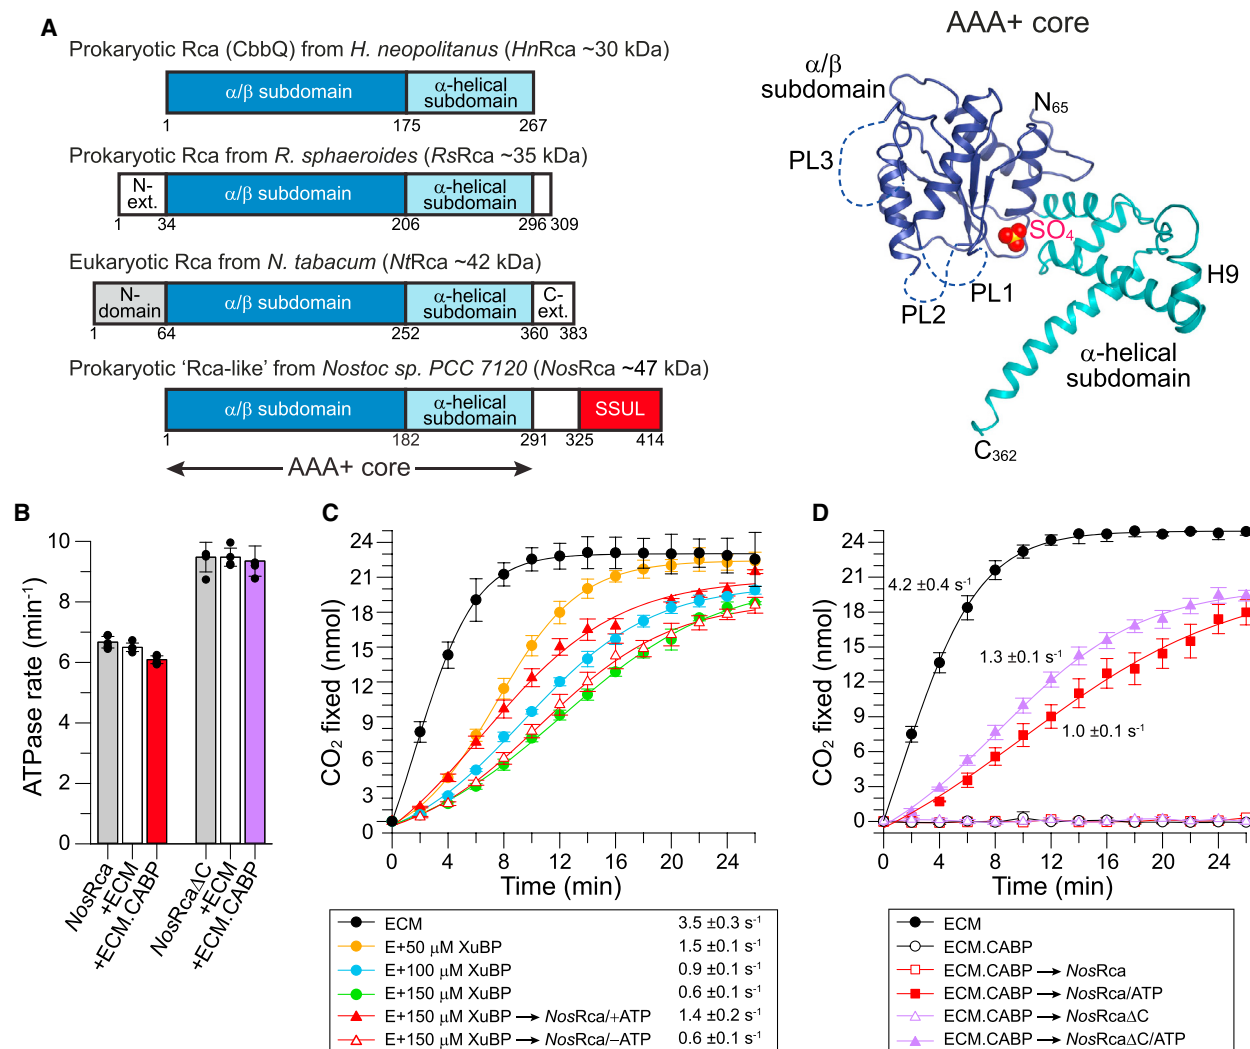 A
Prokaryotic Rca (CbbQ) from H. neopolitanus (HnRca ~30 kDa)
α/β subdomain
α-helical
subdomain
1
175
267
Prokaryotic Rca from R. sphaeroides (RsRca ~35 kDa)
N-
ext.
α/β subdomain
α-helical
subdomain
1
34
206
296
309
Eukaryotic Rca from N. tabacum (NtRca ~42 kDa)
N-
domain
α/β subdomain
α-helical
subdomain
C-
ext.
1
64
252
360
383
Prokaryotic ‘Rca-like’ from Nostoc sp. PCC 7120 (NosRca ~47 kDa)
α/β subdomain
α-helical
subdomain
SSUL
1
182
291
325
414
AAA+ core
AAA+ core
α/β
subdomain
N65
PL3
SO4
PL1
PL2
H9
α-helical
subdomain
C362
B
ATPase rate (min-1)
10
8
6
4
2
0
NosRca
+ECM
+ECM.CABP
NosRcaΔC
+ECM
+ECM.CABP
C
CO2 fixed (nmol)
24
21
18
15
12
9
6
3
0
0 4 8 12 16 20 24
Time (min)
ECM 3.5 ±0.3 s-1
E+50 μM XuBP 1.5 ±0.1 s-1
E+100 μM XuBP 0.9 ±0.1 s-1
E+150 μM XuBP 0.6 ±0.1 s-1
E+150 μM XuBP → NosRca/+ATP 1.4 ±0.2 s-1
E+150 μM XuBP → NosRca/−ATP 0.6 ±0.1 s-1
D
CO2 fixed (nmol)
24
21
18
15
12
9
6
3
0
4.2 ±0.4 s-1
1.3 ±0.1 s-1
1.0 ±0.1 s-1
0 4 8 12 16 20 24
Time (min)
ECM
ECM.CABP
ECM.CABP → NosRca
ECM.CABP → NosRca/ATP
ECM.CABP → NosRcaΔC
ECM.CABP → NosRcaΔC/ATP